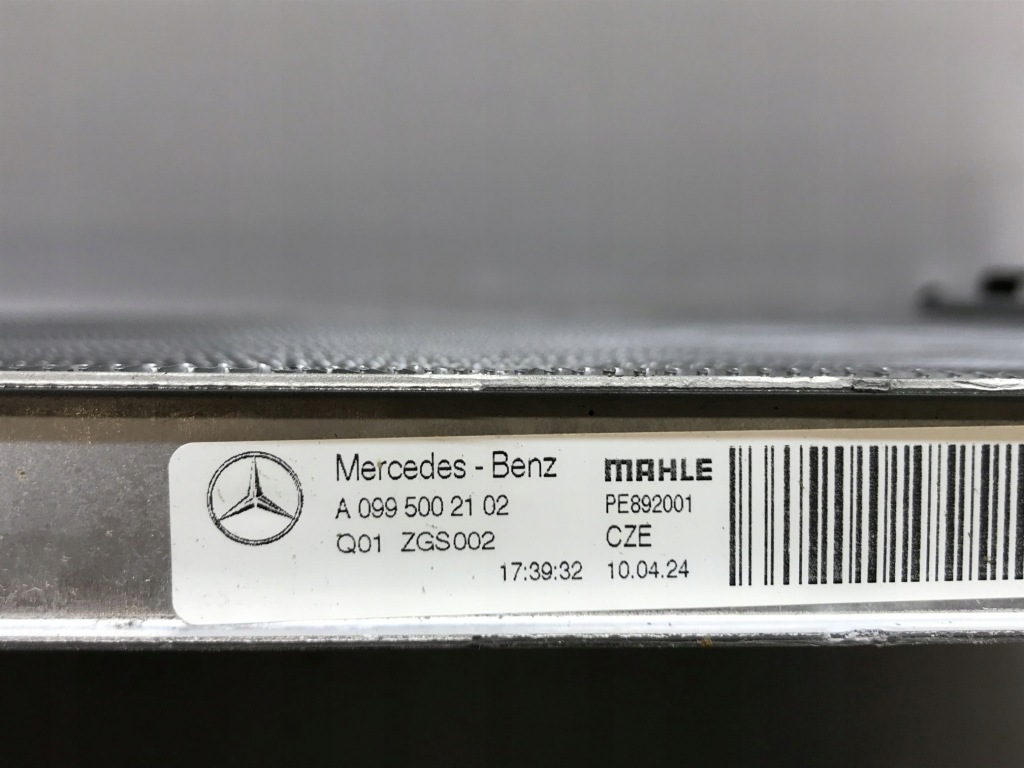 Mercedes-Benz
A 099 500 21 02
Q01 ZGS002
17:39:32
MAHLE
PE892001
CZE
10.04.24